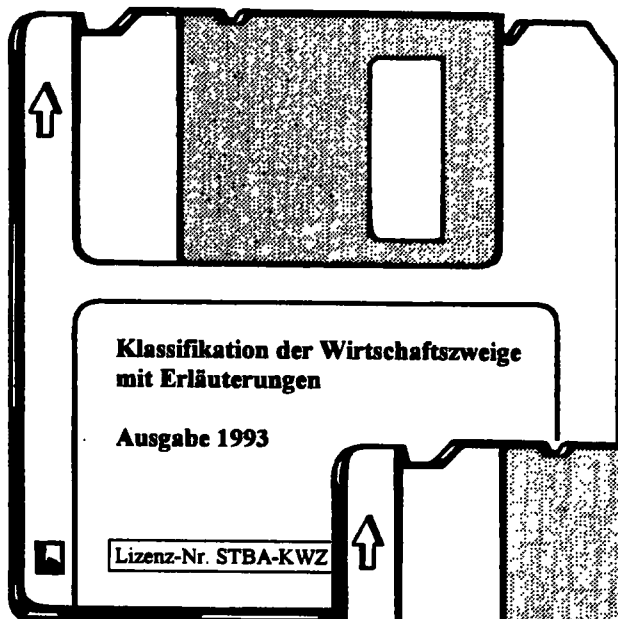 Klassifikation der Wirtschaftszweige
mit Erläuterungen
Ausgabe 1993
Lizenz-Nr. STBA-KWZ